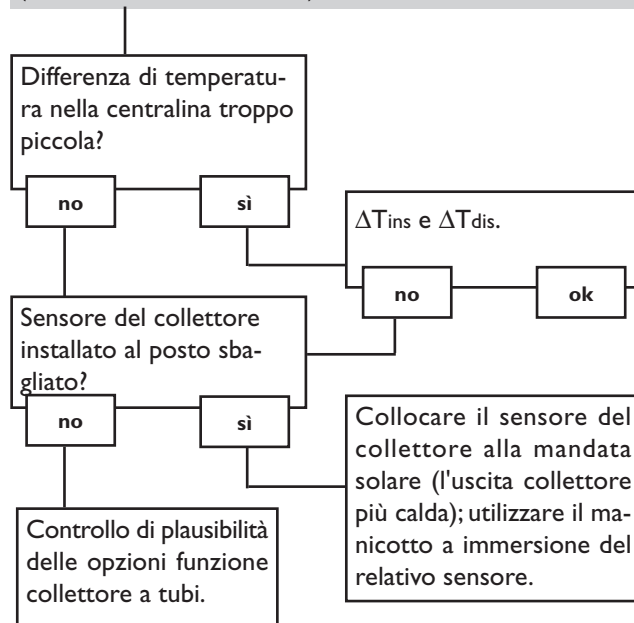 Differenza di temperatu-
ra nella centralina troppo
piccola?
no
sì
ΔTins e ΔTdis.
no
ok
Sensore del collettore
installato al posto sba-
gliato?
no
sì
Collocare il sensore del
collettore alla mandata
solare (l'uscita collettore
più calda); utilizzare il ma-
nicotto a immersione del
relativo sensore.
Controllo di plausibilità
delle opzioni funzione
collettore a tubi.